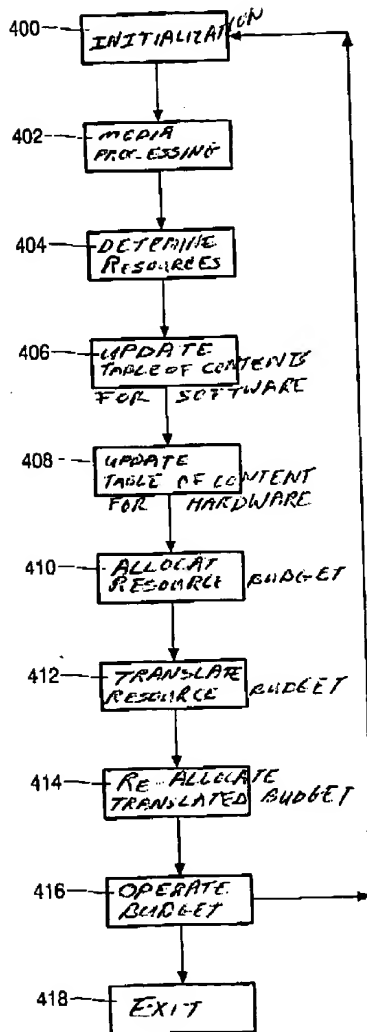 400
INITIALIZATION
402
MEDIA
PROCESSING
404
DETERMINE
RESOURCES
406
UPDATE
TABLE OF CONTENTS
FOR SOFTWARE
408
UPDATE
TABLE OF CONTENT
FOR HARDWARE
410
ALLOCAT
RESOURCE BUDGET
412
TRANSLATE
RESOURCE BUDGET
414
RE-ALLOCATE
TRANSLATED BUDGET
416
OPERATE
BUDGET
418
EXIT